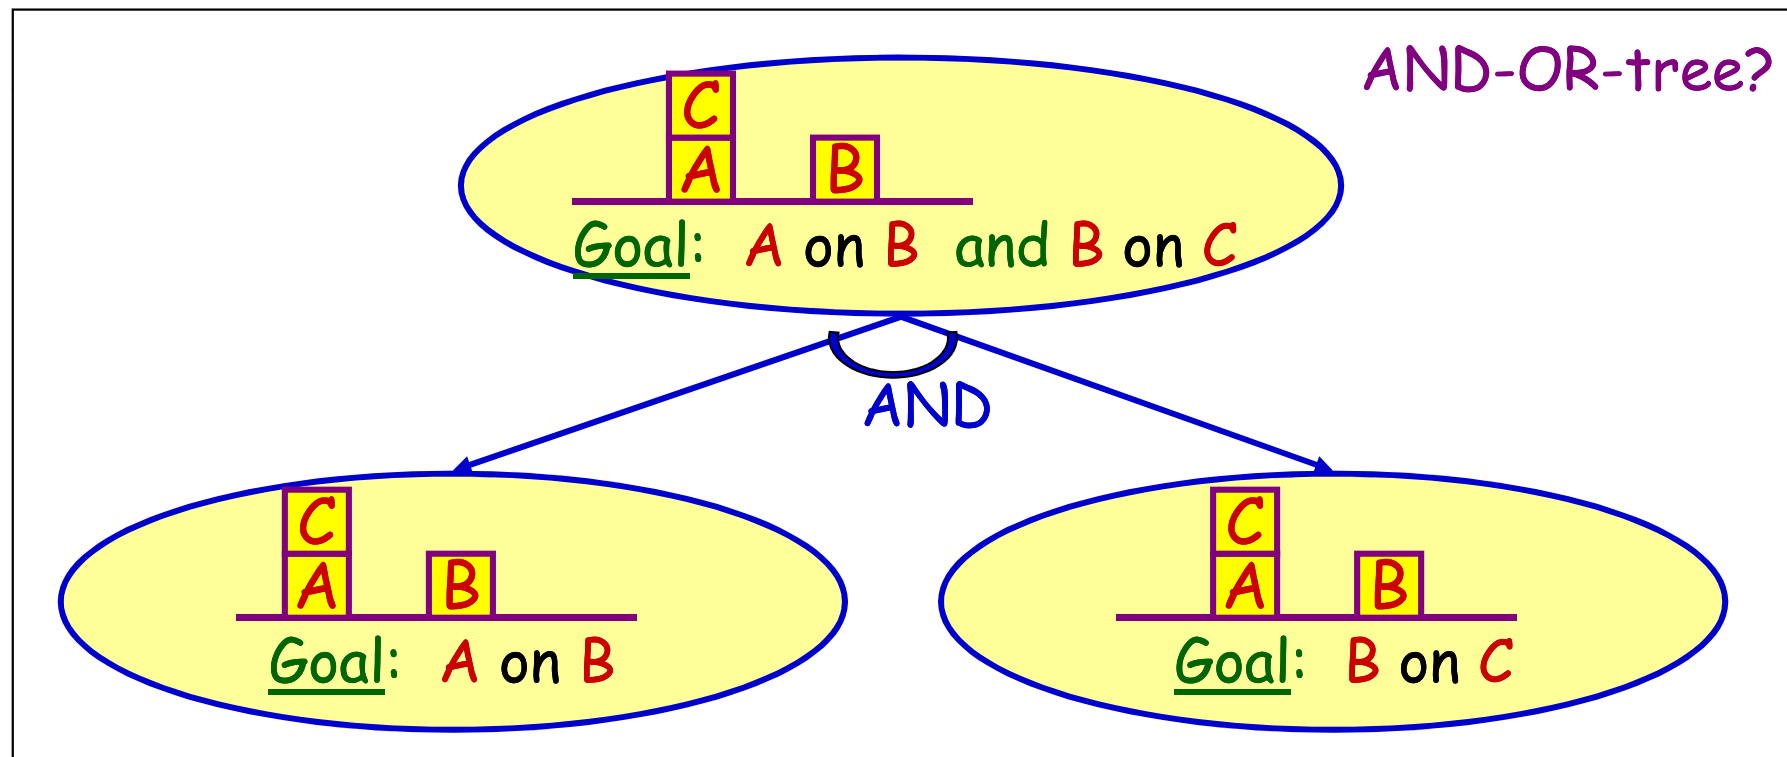 AND-OR-tree?
C
A B
Goal: A on B and B on C
AND
C
A B
Goal: A on B
C
A B
Goal: B on C